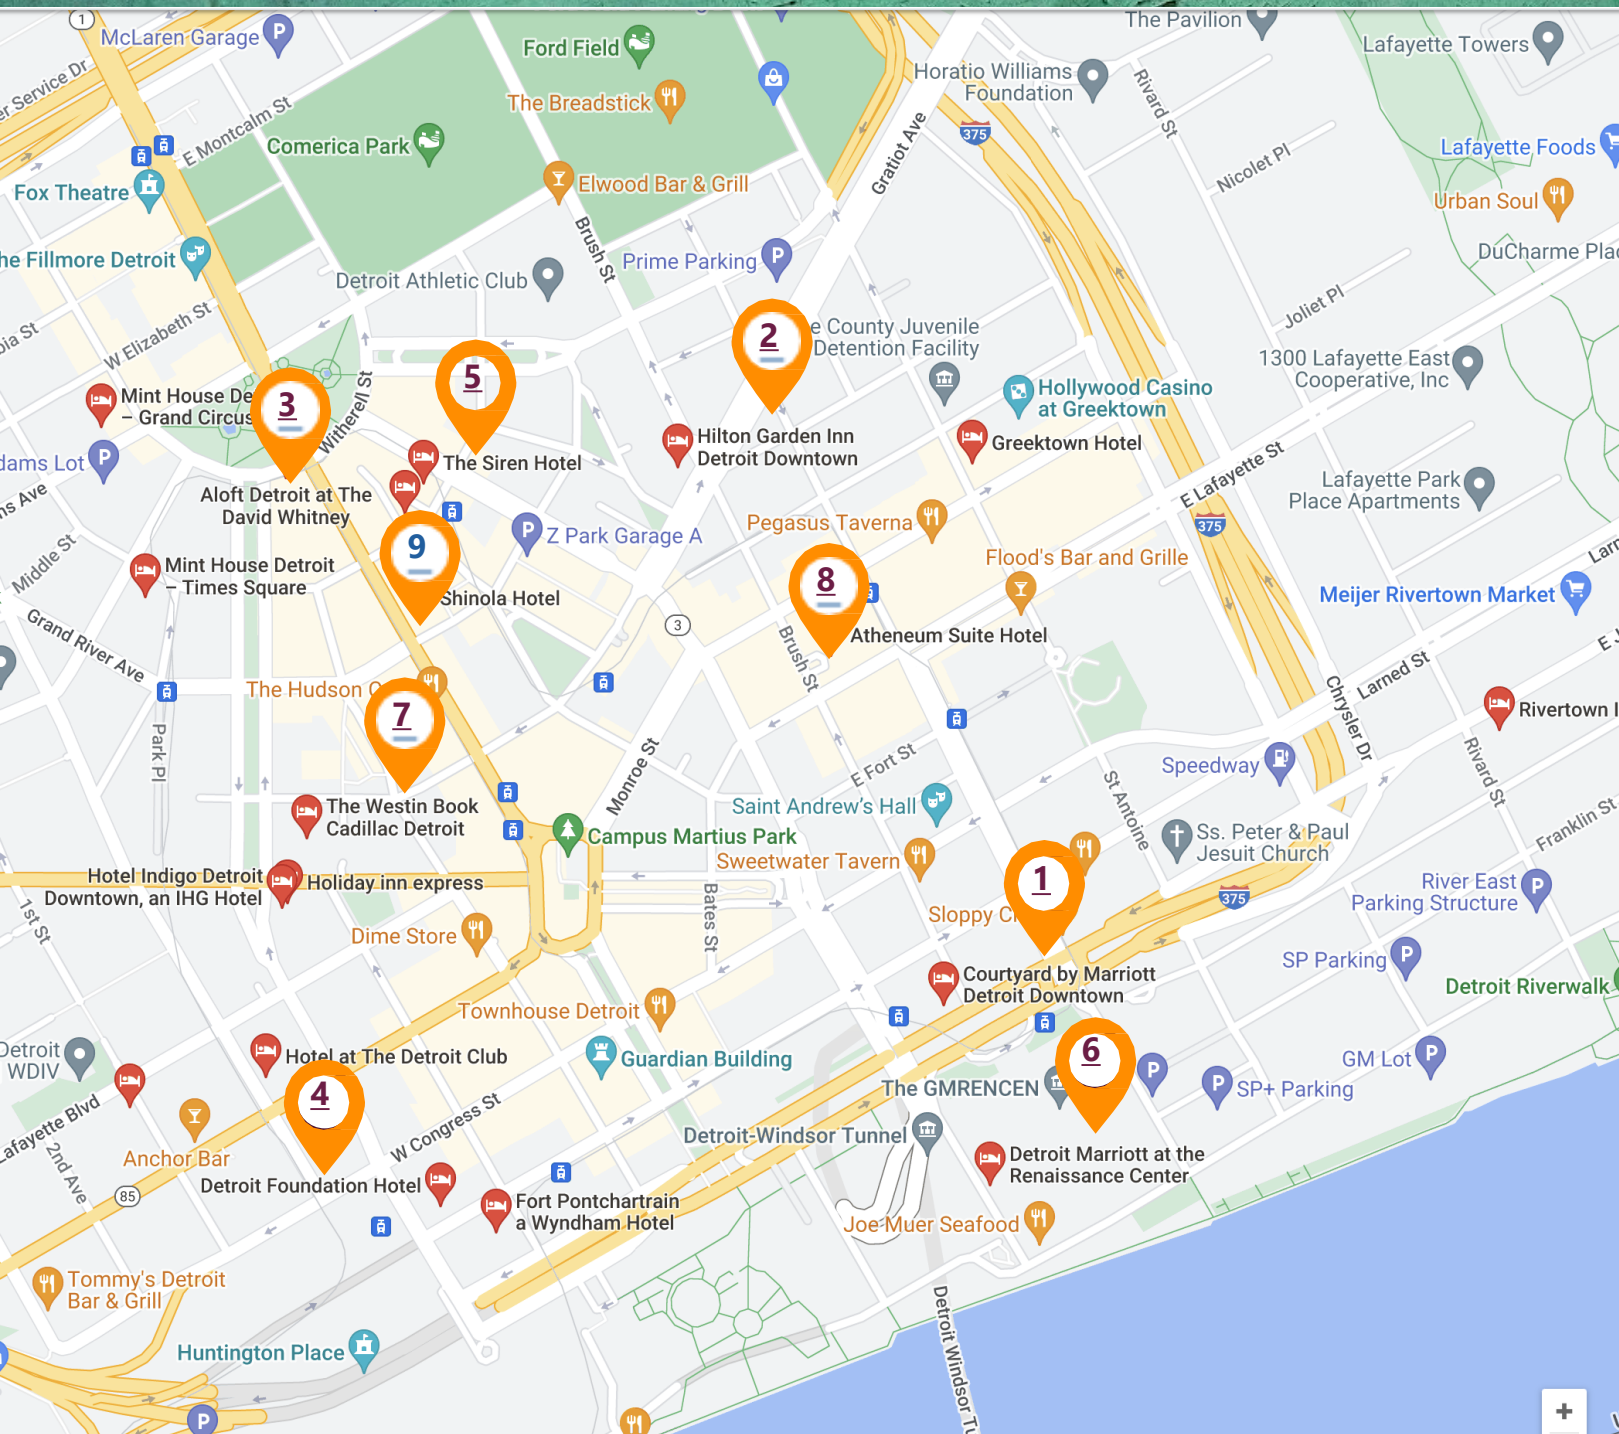 1
McLaren Garage
P
Ford Field
The Pavilion
Lafayette Towers
er Service Dr
E Montcalm St
The Breadstick
Horatio Williams
Foundation
Rivard St
375
Gratiot Ave
Comerica Park
Lafayette Foods
Nicolet Pl
Fox Theatre
Elwood Bar & Grill
Urban Soul
he Fillmore Detroit
Brush St
Prime Parking
P
DuCharme Plac
Detroit Athletic Club
W Elizabeth St
Joliet Pl
bia St
2
e County Juvenile
Detention Facility
1300 Lafayette East
Cooperative, Inc
5
Mint House De
– Grand Circus
3
Witherell St
Hollywood Casino
at Greektown
Hilton Garden Inn
Detroit Downtown
Greektown Hotel
dams Lot
P
The Siren Hotel
E Lafayette St
Aloft Detroit at The
David Whitney
ns Ave
Lafayette Park
Place Apartments
Pegasus Taverna
375
P
Z Park Garage A
Middle St
9
Flood's Bar and Grille
Mint House Detroit
– Times Square
8
Larn
Shinola Hotel
Meijer Rivertown Market
Grand River Ave
3
Brush St
Atheneum Suite Hotel
E J
Larned St
The Hudson C
Chrysler Dr
7
Rivertown I
Park Pl
Monroe St
E Fort St
St Antoine
Speedway
Rivard St
The Westin Book
Cadillac Detroit
Saint Andrew's Hall
Campus Martius Park
Ss. Peter & Paul
Jesuit Church
Franklin St
Sweetwater Tavern
Hotel Indigo Detroit
Downtown, an IHG Hotel
Holiday inn express
1
375
River East
Parking Structure
P
1st St
Bates St
Sloppy C
Dime Store
SP Parking
P
Courtyard by Marriott
Detroit Downtown
Detroit Riverwalk
Townhouse Detroit
Detroit
WDIV
Hotel at The Detroit Club
Guardian Building
6
GM Lot
P
The GMRENCEN
P
P
SP+ Parking
4
Lafayette Blvd
W Congress St
Detroit-Windsor Tunnel
Anchor Bar
2nd Ave
Detroit Marriott at the
Renaissance Center
Detroit Foundation Hotel
85
Fort Pontchartrain
a Wyndham Hotel
Joe Muer Seafood
Tommy's Detroit
Bar & Grill
Detroit Windsor Tu
Huntington Place
P
+